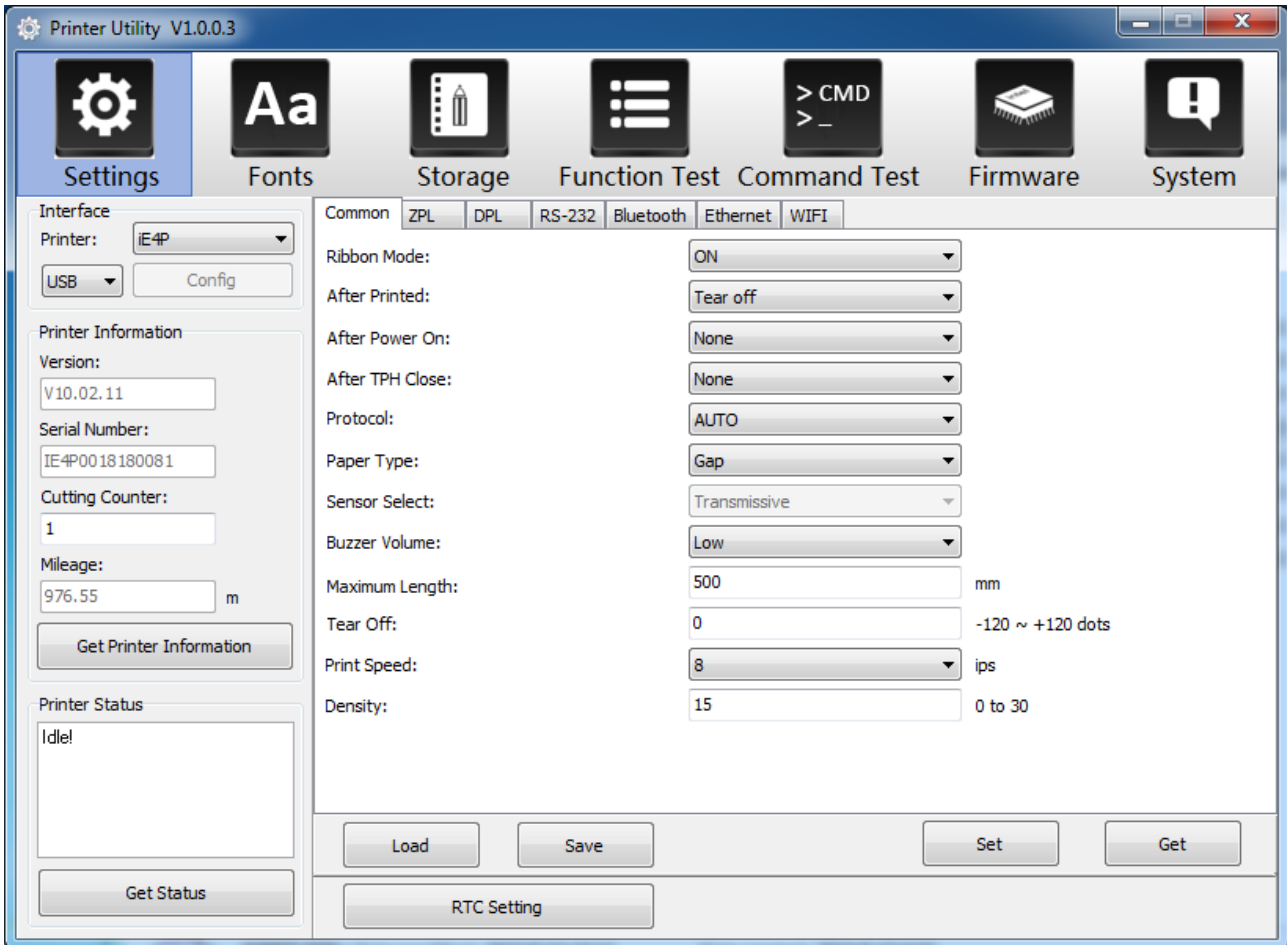 Printer Utility V1.0.0.3
Aa
> CMD
> _
Settings
Fonts
Storage
Function Test
Command Test
Firmware
System
Interface
Printer: iE4P
USB Config
Printer Information
Version:
V10.02.11
Serial Number:
IE4P0018180081
Cutting Counter:
1
Mileage:
976.55 m
Get Printer Information
Printer Status
Idle!
Get Status
Common ZPL DPL RS-232 Bluetooth Ethernet WIFI
Ribbon Mode: ON
After Printed: Tear off
After Power On: None
After TPH Close: None
Protocol: AUTO
Paper Type: Gap
Sensor Select: Transmissive
Buzzer Volume: Low
Maximum Length: 500 mm
Tear Off: 0 -120 ~ +120 dots
Print Speed: 8 ips
Density: 15 0 to 30
Load Save Set Get
RTC Setting